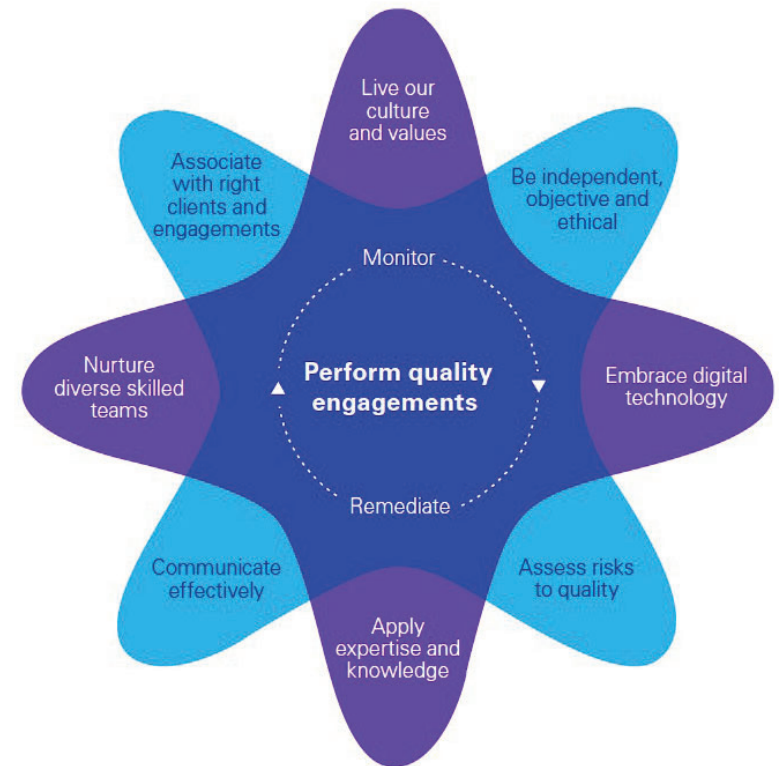 Live our
culture
and values
Be independent,
objective and
ethical
Embrace digital
technology
Assess risks
to quality
Apply
expertise and
knowledge
Communicate
effectively
Nurture
diverse skilled
teams
Associate
with right
clients and
engagements
Monitor
Perform quality
engagements
Remediate